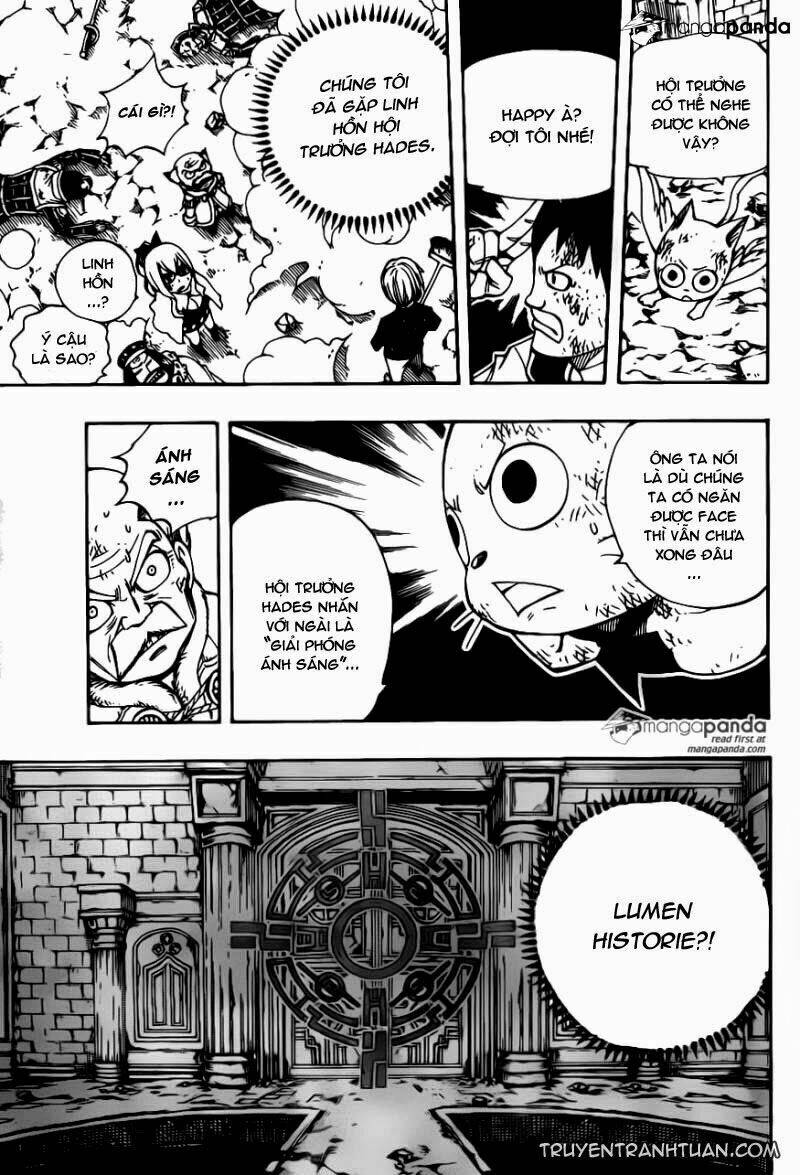 mangapanda
HỘI TRƯỞNG
CÓ THỂ NGHE
ĐƯỢC KHÔNG
VẬY?
HAPPY À?
ĐỢI TÔI NHÉ!
CHÚNG TÔI
ĐÃ GẶP LINH
HỒN HỘI
TRƯỞNG HADES.
CÁI GÌ?!
LINH
HỒN
...?
Ý CẬU
LÀ SAO?
ÔNG TA NÓI
LÀ DÙ CHÚNG
TA CÓ NGĂN
ĐƯỢC FACE
THÌ VẪN CHƯA
XONG ĐÂU
...
HỘI TRƯỞNG
HADES NHẮN
VỚI NGÀI LÀ
"GIẢI PHÓNG
ÁNH SÁNG"...
ÁNH
SÁNG
...
mangapanda
read first at
mangapanda.com
LUMEN
HISTORIE?!
TRUYENTRANHTUAN.COM